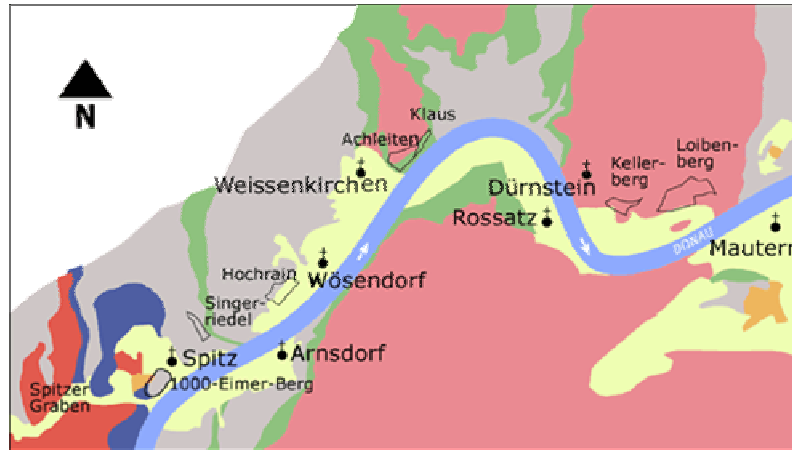 N
Klaus
Achleiten
Weissenkirchen
Dürnstein
Keller-
berg
Loiben-
berg
Rossatz
DONAU
Mautern
Hochrain
Wösendorf
Singer-
riedel
Spitz
Arnsdorf
1000-Eimer-Berg
Spitzer
Graben